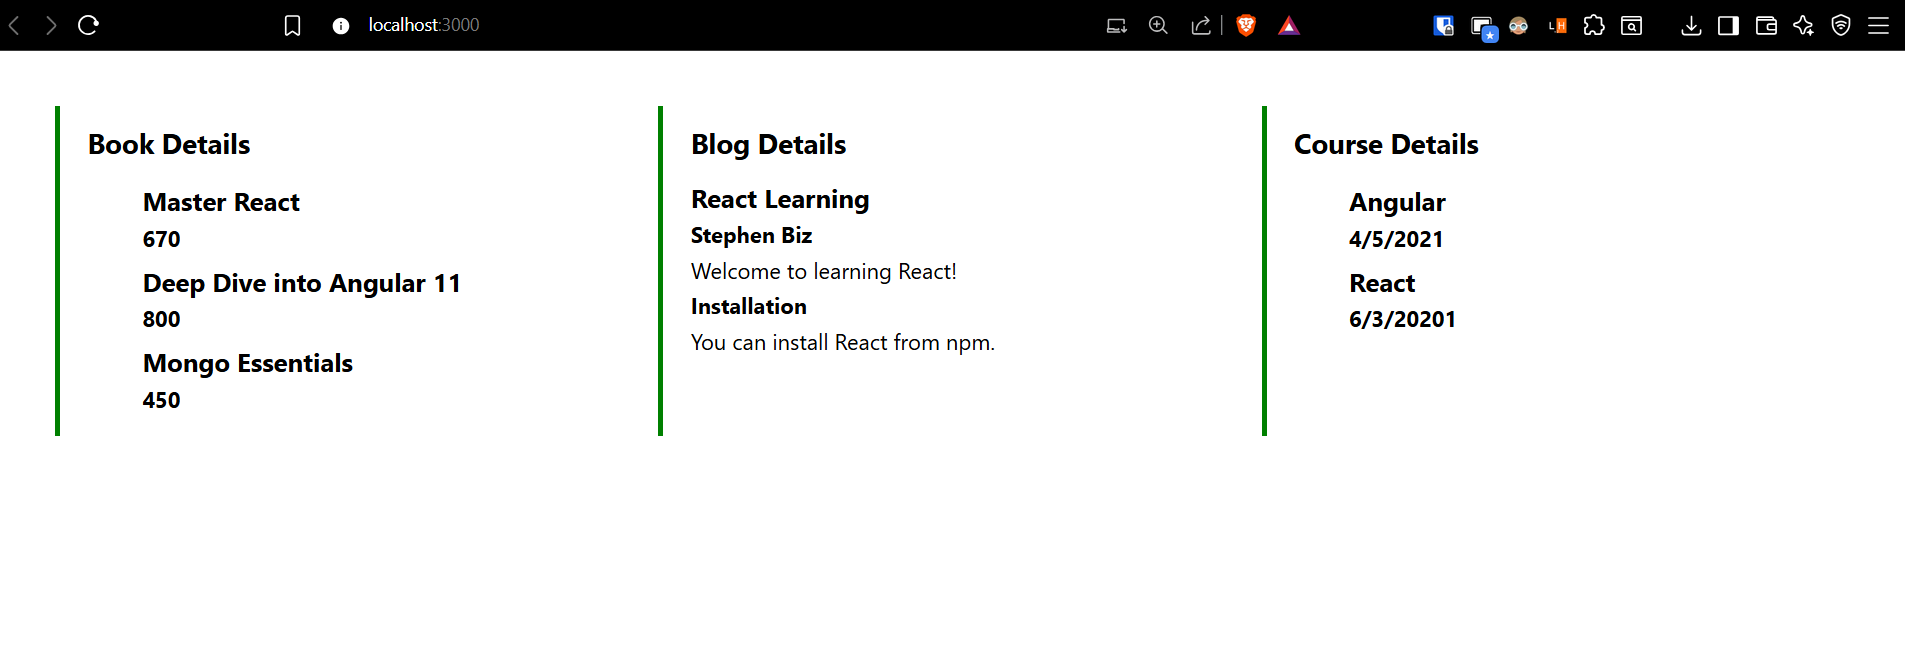 localhost:3000
Book Details
Master React
670
Deep Dive into Angular 11
800
Mongo Essentials
450
Blog Details
React Learning
Stephen Biz
Welcome to learning React!
Installation
You can install React from npm.
Course Details
Angular
4/5/2021
React
6/3/20201